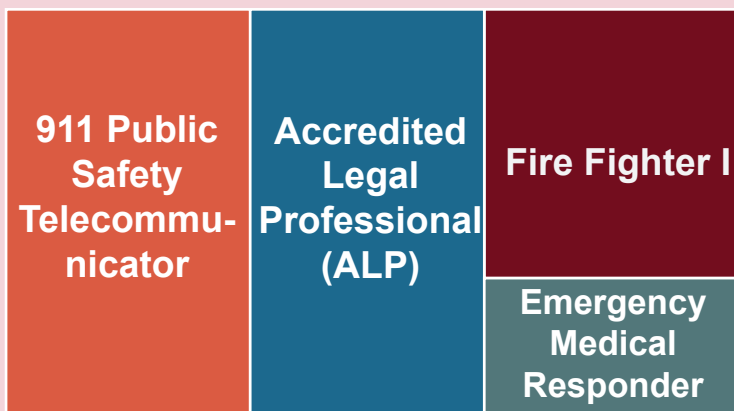 911 Public
Safety
Telecommu-
nicator
Accredited
Legal
Professional
(ALP)
Fire Fighter I
Emergency
Medical
Responder